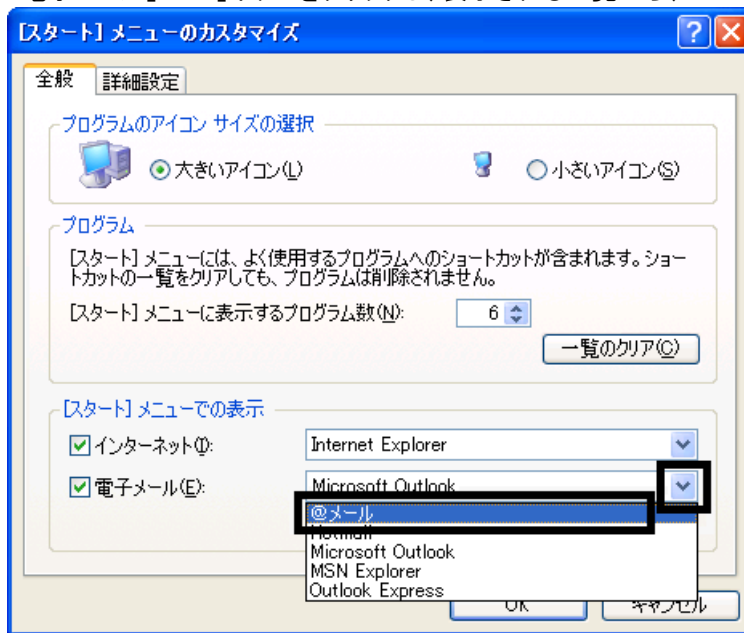 [スタート] メニューのカスタマイズ
全般 詳細設定
プログラムのアイコン サイズの選択
大きいアイコン(L) 小さいアイコン(S)
プログラム
[スタート] メニューには、よく使用するプログラムへのショートカットが含まれます。ショー
トカットの一覧をクリアしても、プログラムは削除されません。
[スタート] メニューに表示するプログラム数(N): 6
一覧のクリア(C)
[スタート] メニューでの表示
インターネット(I): Internet Explorer
電子メール(E): Microsoft Outlook
@メール
Hotmail
Microsoft Outlook
MSN Explorer
Outlook Express
OK キャンセル